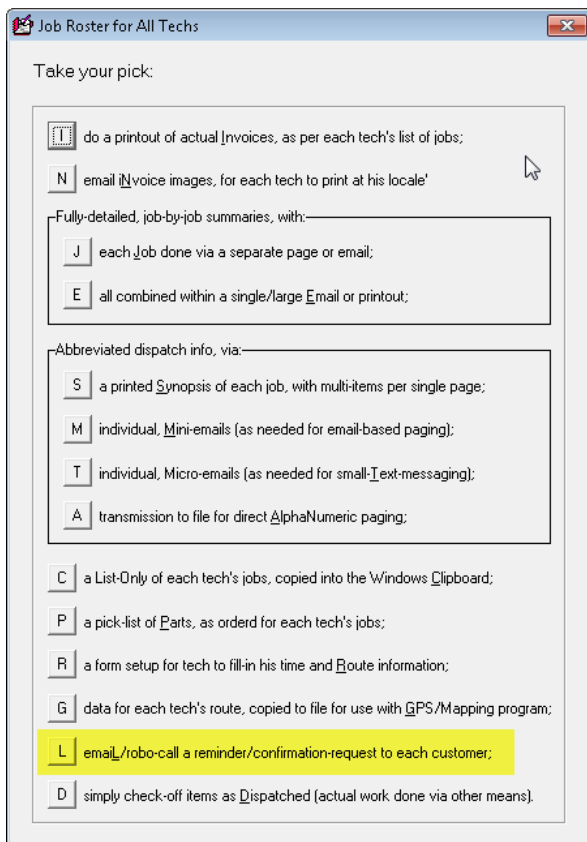 Job Roster for All Techs
Take your pick:
I do a printout of actual Invoices, as per each tech's list of jobs;
N email iNvoice images, for each tech to print at his locale'
Fully-detailed, job-by-job summaries, with:
J each Job done via a separate page or email;
E all combined within a single/large Email or printout;
Abbreviated dispatch info, via:
S a printed Synopsis of each job, with multi-items per single page;
M individual, Mini-emails (as needed for email-based paging);
T individual, Micro-emails (as needed for small-Text-messaging);
A transmission to file for direct AlphaNumeric paging;
C a List-Only of each tech's jobs, copied into the Windows Clipboard;
P a pick-list of Parts, as orderd for each tech's jobs;
R a form setup for tech to fill-in his time and Route information;
G data for each tech's route, copied to file for use with GPS/Mapping program;
L emaiL/robo-call a reminder/confirmation-request to each customer;
D simply check-off items as Dispatched (actual work done via other means).